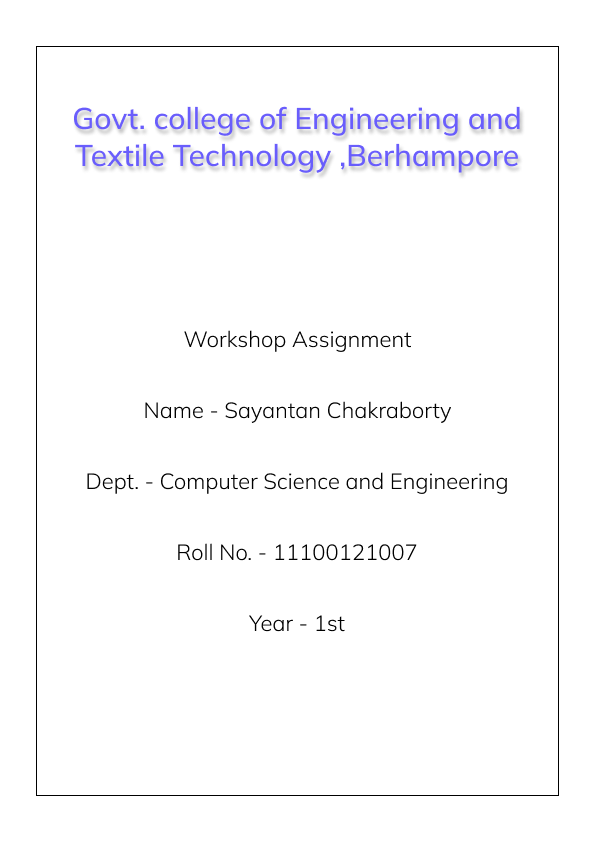 Govt. college of Engineering and
Textile Technology ,Berhampore
Workshop Assignment
Name - Sayantan Chakraborty
Dept. - Computer Science and Engineering
Roll No. - 11100121007
Year - 1st